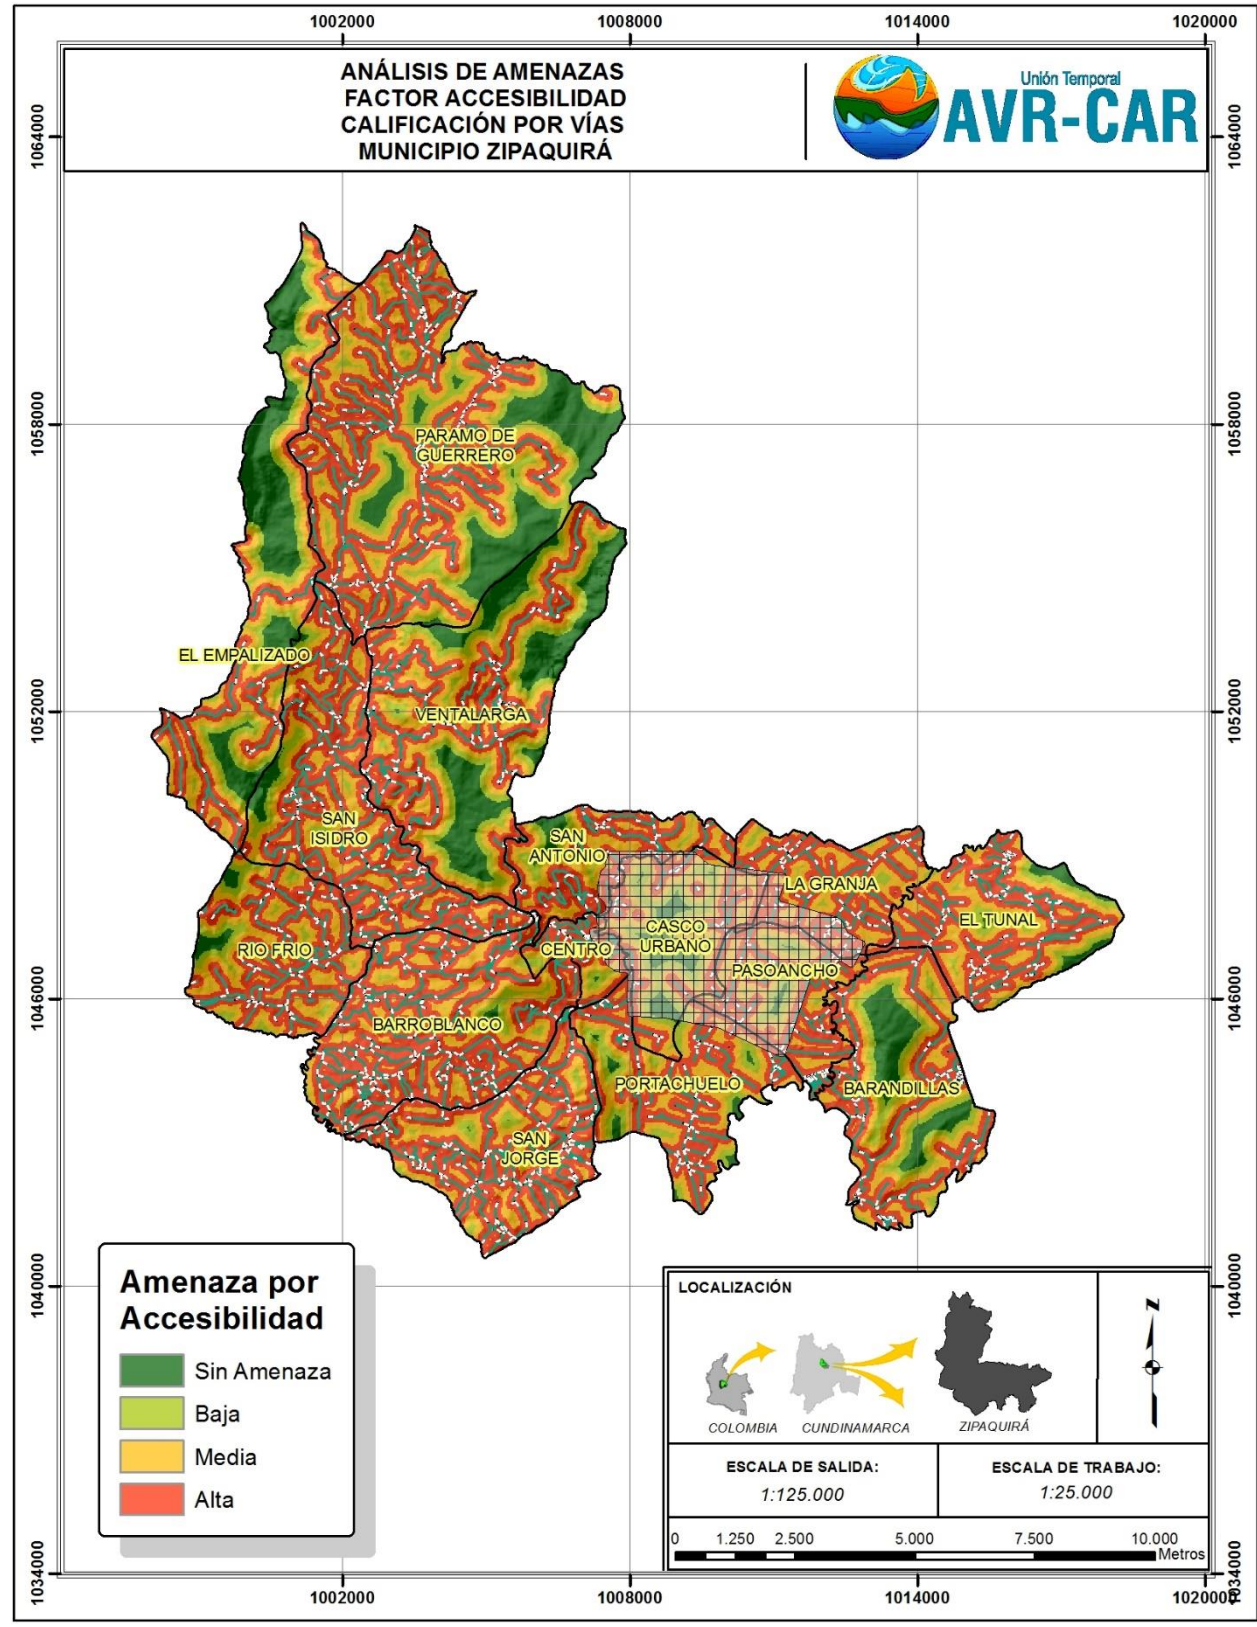 1002000
1008000
1014000
1020000
ANÁLISIS DE AMENAZAS
FACTOR ACCESIBILIDAD
CALIFICACIÓN POR VÍAS
MUNICIPIO ZIPAQUIRÁ
Unión Temporal
AVR-CAR
1064000
1064000
1058000
1058000
PARAMO DE
GUERRERO
EL EMPALIZADO
1052000
1052000
VENTALARGA
SAN
ISIDRO
SAN
ANTONIO
LA GRANJA
EL TUNAL
CASCO
URBANO
RIO FRIO
CENTRO
PASOANCHO
1046000
1046000
BARROBLANCO
PORTACHUELO
BARANDILLAS
SAN
JORGE
1040000
1040000
Amenaza por
Accesibilidad
Sin Amenaza
Baja
Media
Alta
LOCALIZACIÓN
COLOMBIA
CUNDINAMARCA
ZIPAQUIRÁ
N
ESCALA DE SALIDA:
1:125.000
ESCALA DE TRABAJO:
1:25.000
0 1.250 2.500 5.000 7.500 10.000
Metros
1034000
1034000
1002000
1008000
1014000
1020000